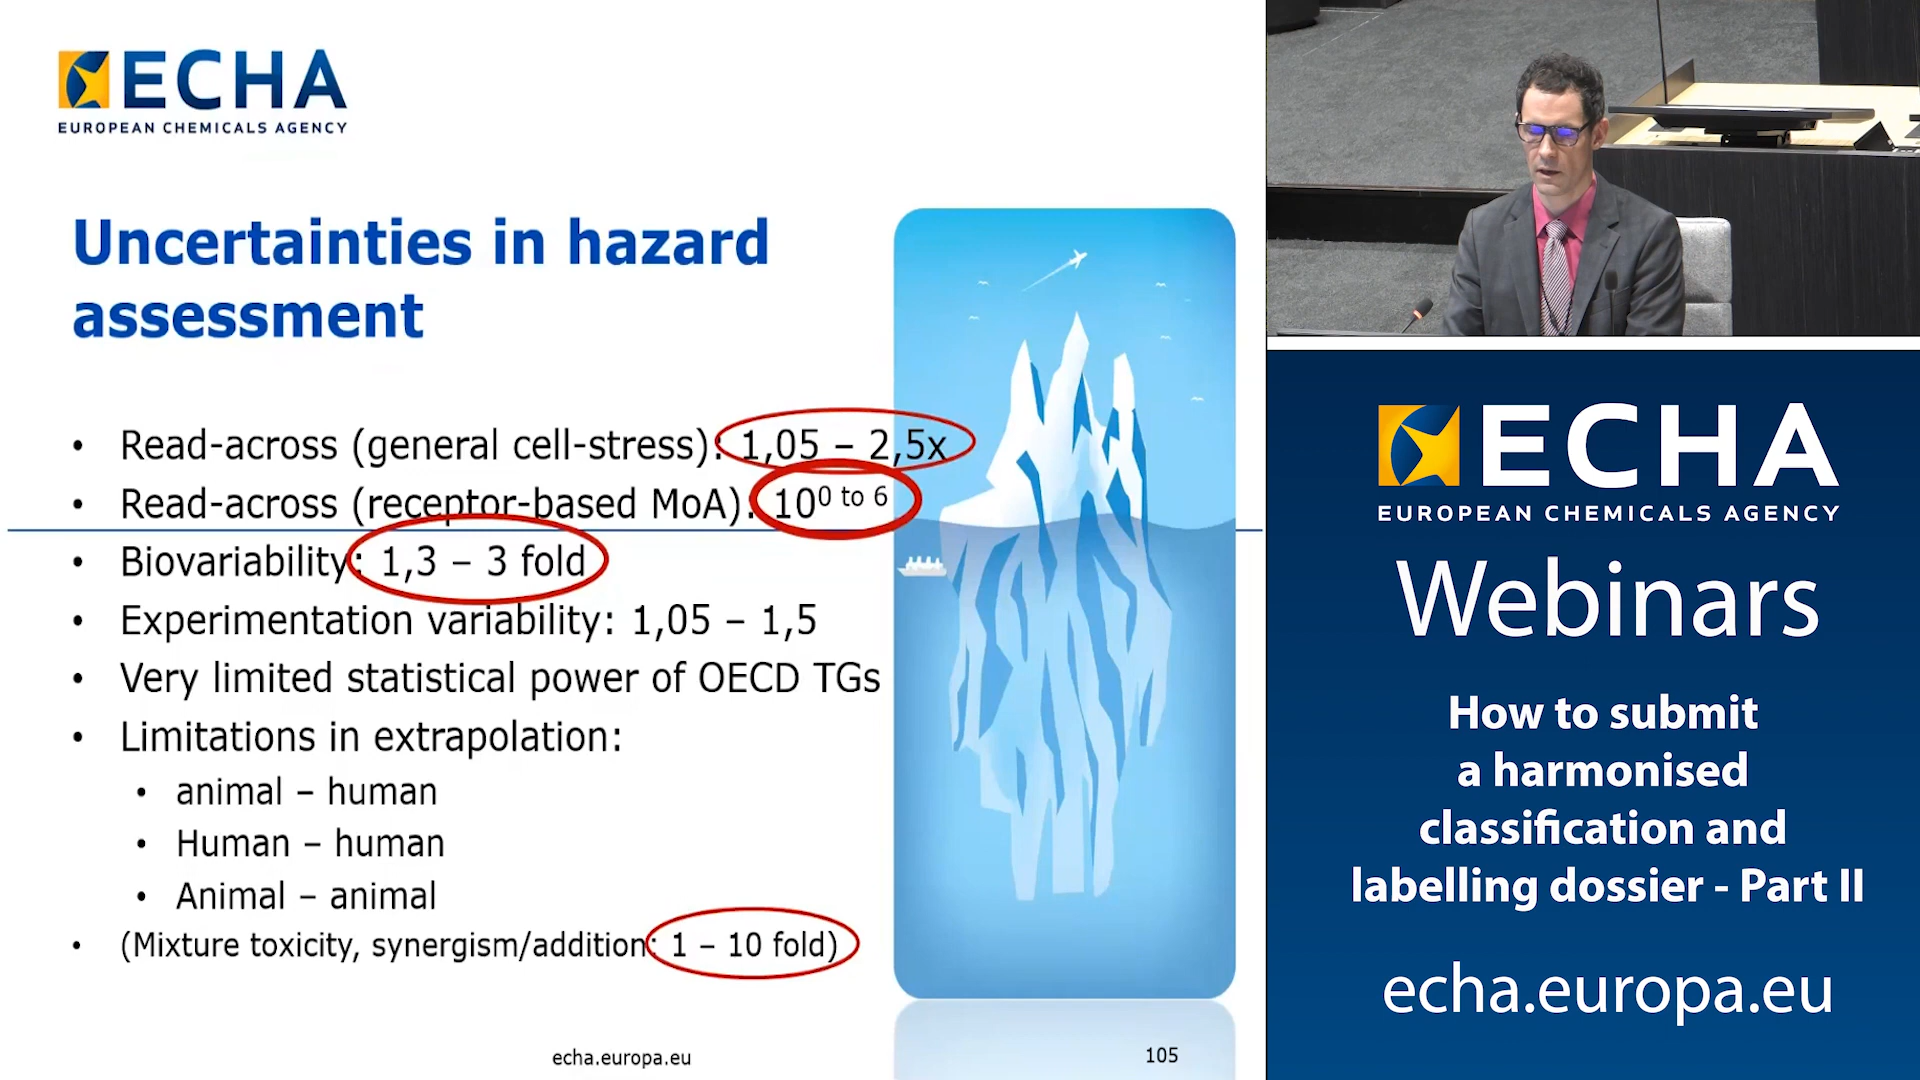 ECHA
EUROPEAN CHEMICALS AGENCY
Uncertainties in hazard
assessment
• Read-across (general cell-stress): 1,05 – 2,5x
• Read-across (receptor-based MoA): 10⁰ ᵗᵒ ⁶
• Biovariability: 1,3 – 3 fold
• Experimentation variability: 1,05 – 1,5
• Very limited statistical power of OECD TGs
• Limitations in extrapolation:
• animal – human
• Human – human
• Animal – animal
• (Mixture toxicity, synergism/addition: 1 – 10 fold)
echa.europa.eu
105
ECHA
EUROPEAN CHEMICALS AGENCY
Webinars
How to submit
a harmonised
classification and
labelling dossier - Part II
echa.europa.eu